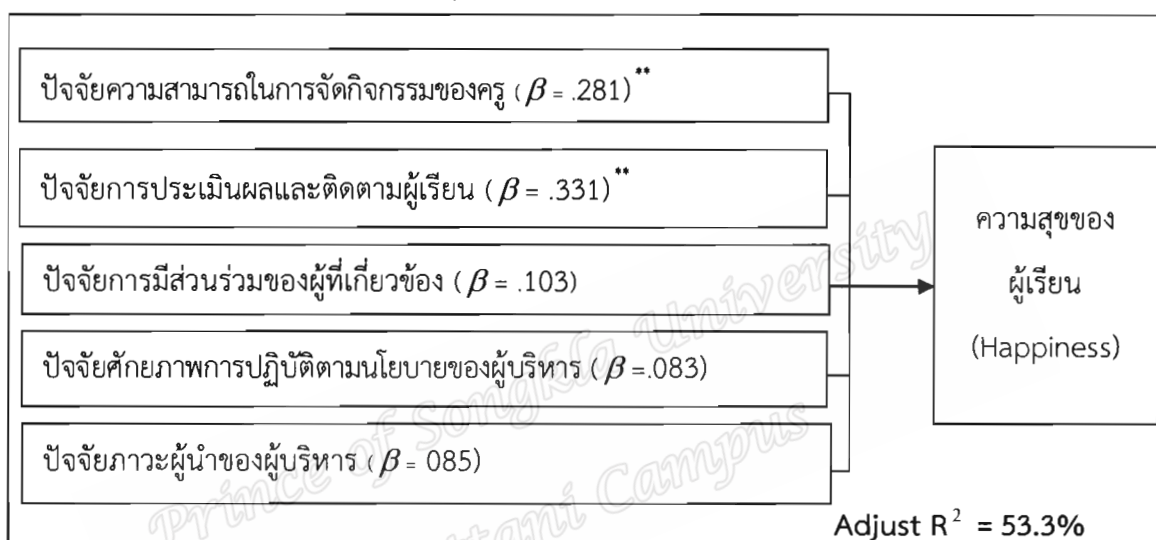 ปัจจัยความสามารถในการจัดกิจกรรมของครู (β = .281)**
ปัจจัยการประเมินผลและติดตามผู้เรียน (β = .331)**
ปัจจัยการมีส่วนร่วมของผู้ที่เกี่ยวข้อง (β = .103)
ปัจจัยศักยภาพการปฏิบัติตามนโยบายของผู้บริหาร (β =.083)
ปัจจัยภาวะผู้นำของผู้บริหาร (β = 085)
ความสุขของ
ผู้เรียน
(Happiness)
Adjust R² = 53.3%
Prince of Songkla University
Pattani Campus